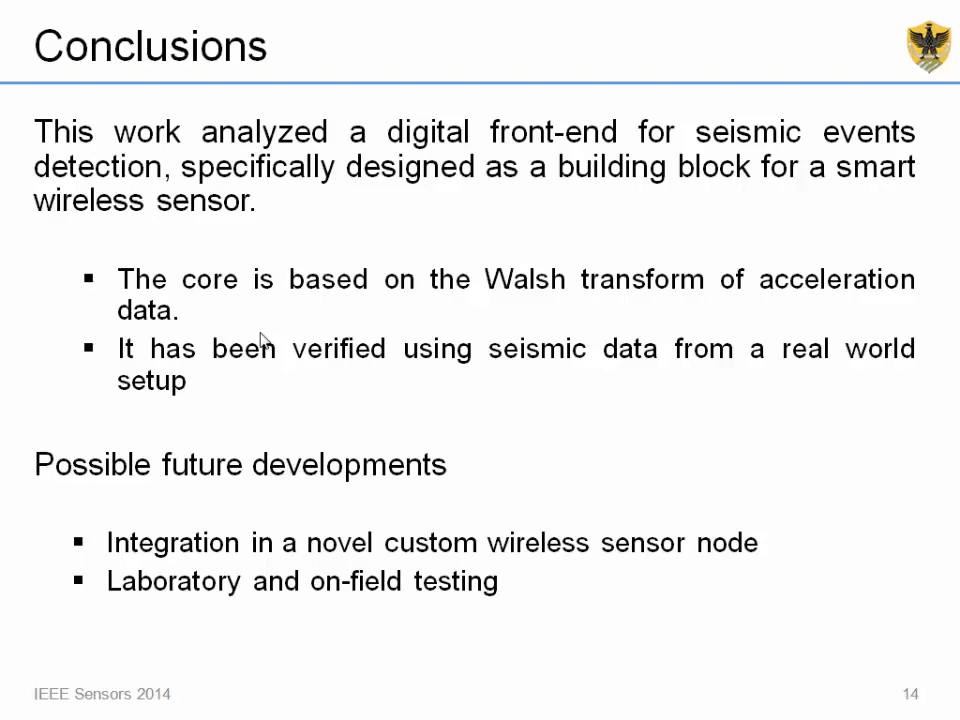 Conclusions
This work analyzed a digital front-end for seismic events
detection, specifically designed as a building block for a smart
wireless sensor.
▪ The core is based on the Walsh transform of acceleration
data.
▪ It has been verified using seismic data from a real world
setup
Possible future developments
▪ Integration in a novel custom wireless sensor node
▪ Laboratory and on-field testing
IEEE Sensors 2014
14